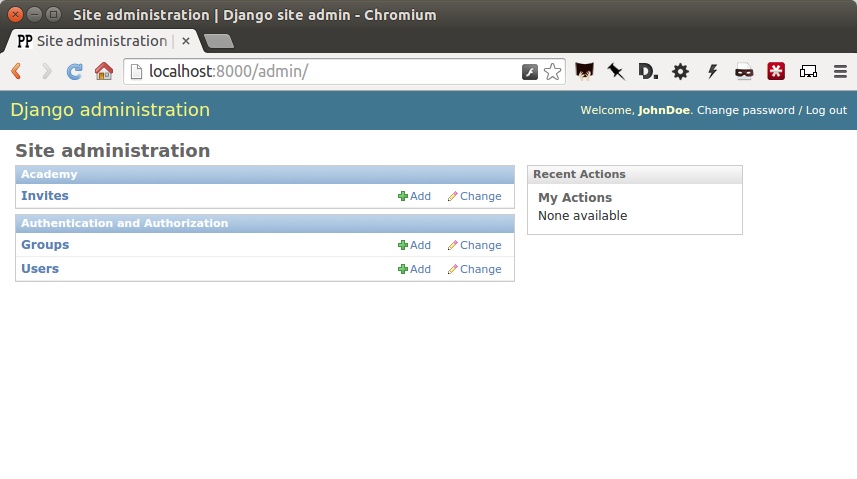 Site administration | Django site admin - Chromium
PP Site administration |
localhost:8000/admin/
D.
Django administration
Welcome, JohnDoe. Change password / Log out
Site administration
Academy
Invites Add Change
Authentication and Authorization
Groups Add Change
Users Add Change
Recent Actions
My Actions
None available